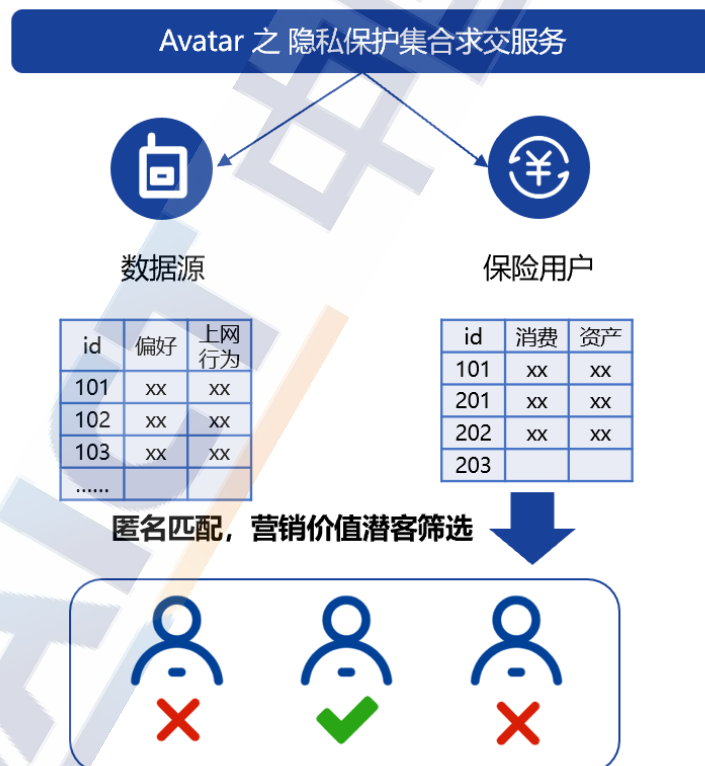 Avatar 之 隐私保护集合求交服务
数据源
保险用户
id 偏好 上网
行为
101 xx xx
102 xx xx
103 xx xx
......
id 消费 资产
101 xx xx
201 xx xx
202 xx xx
203
匿名匹配，营销价值潜客筛选